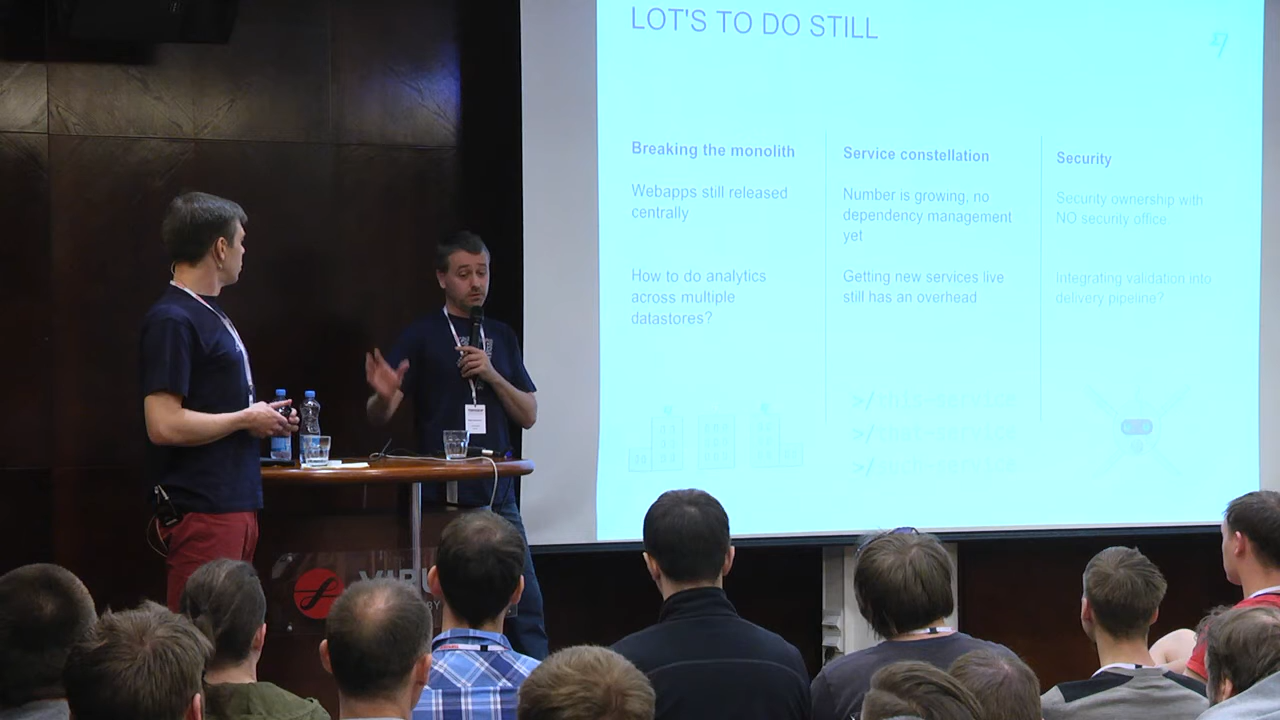 LOT'S TO DO STILL
Breaking the monolith
Webapps still released
centrally
How to do analytics
across multiple
datastores?
Service constellation
Number is growing, no
dependency management
yet
Getting new services live
still has an overhead
Security
Security ownership with
NO security office
Integrating validation into
delivery pipeline?